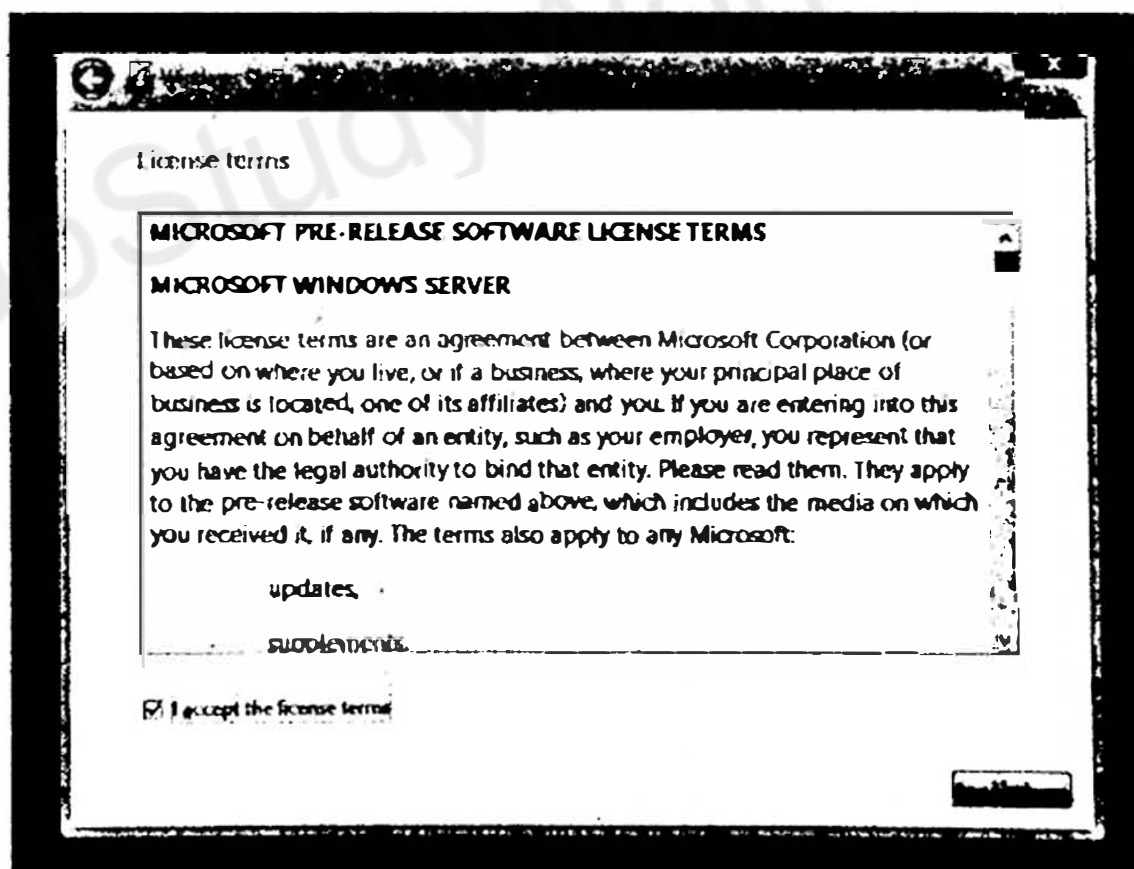 License terms
MICROSOFT PRE-RELEASE SOFTWARE LICENSE TERMS
MICROSOFT WINDOWS SERVER
These license terms are an agreement between Microsoft Corporation (or
based on where you live, or if a business, where your principal place of
business is located, one of its affiliates) and you. If you are entering into this
agreement on behalf of an entity, such as your employer, you represent that
you have the legal authority to bind that entity. Please read them. They apply
to the pre-release software named above, which includes the media on which
you received it, if any. The terms also apply to any Microsoft:
updates,
supplements,
I accept the license terms